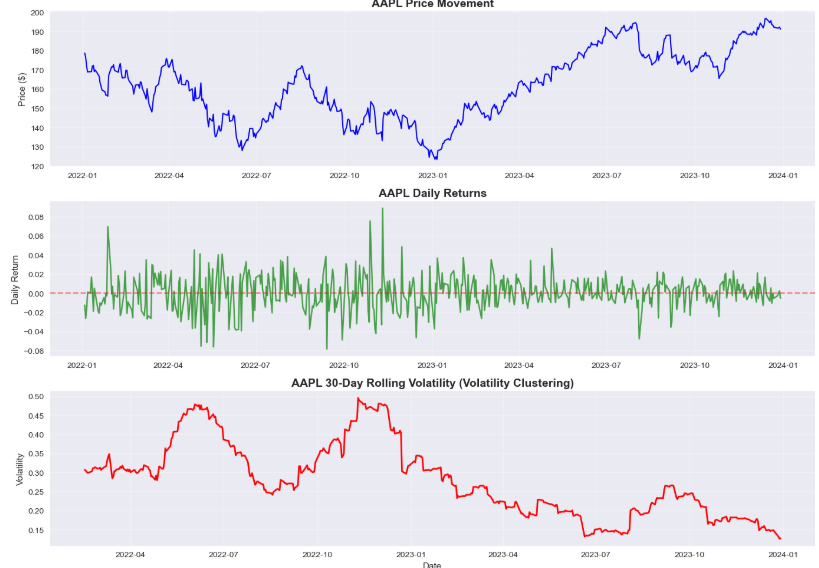 AAPL Price Movement
200
190
180
170
160
150
140
130
120
Price ($)
2022-01 2022-04 2022-07 2022-10 2023-01 2023-04 2023-07 2023-10 2024-01
AAPL Daily Returns
0.08
0.06
0.04
0.02
0.00
−0.02
−0.04
−0.06
Daily Return
2022-01 2022-04 2022-07 2022-10 2023-01 2023-04 2023-07 2023-10 2024-01
AAPL 30-Day Rolling Volatility (Volatility Clustering)
0.50
0.45
0.40
0.35
0.30
0.25
0.20
0.15
Volatility
2022-04 2022-07 2022-10 2023-01 2023-04 2023-07 2023-10 2024-01
Date